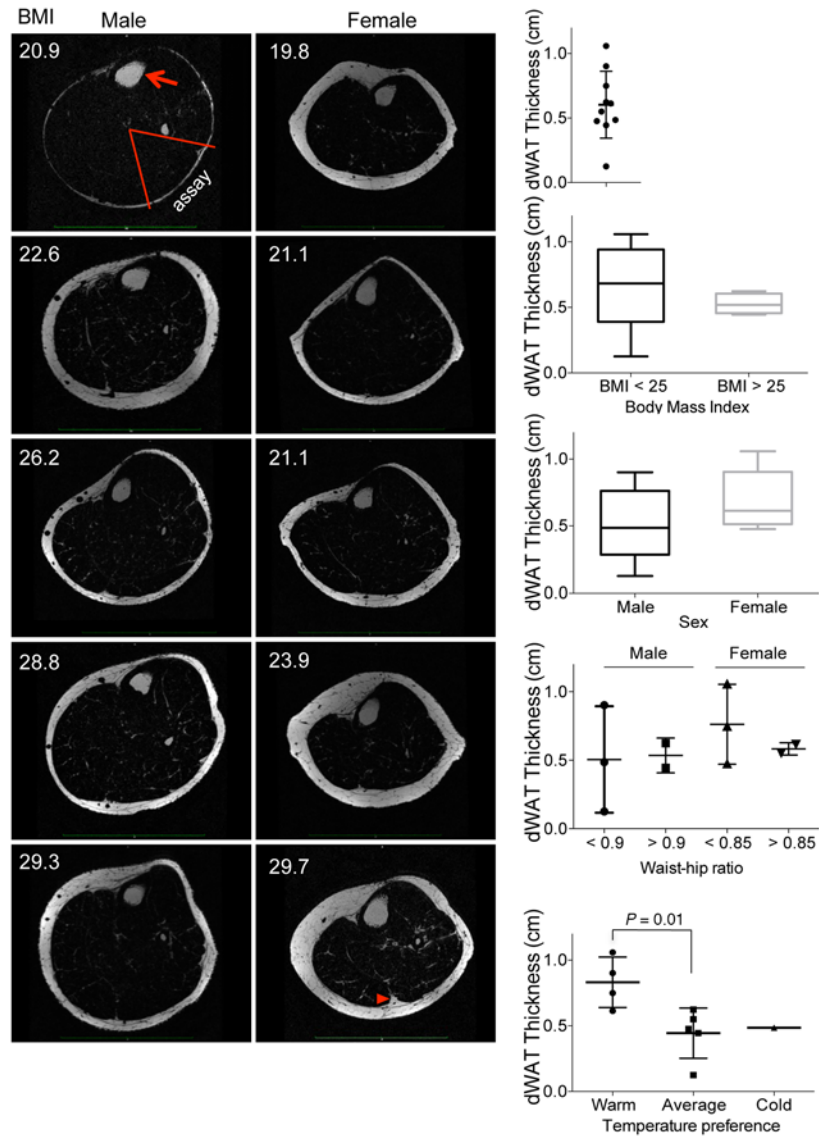 BMI Male Female
20.9
19.8
assay
22.6
21.1
26.2
21.1
28.8
23.9
29.3
29.7
dWAT Thickness (cm)
1.0
0.5
0.0
dWAT Thickness (cm)
1.0
0.5
0.0
BMI < 25 BMI > 25
Body Mass Index
dWAT Thickness (cm)
1.0
0.5
0.0
Male Female
Sex
Male Female
dWAT Thickness (cm)
1.0
0.5
0.0
< 0.9 > 0.9 < 0.85 > 0.85
Waist-hip ratio
P = 0.01
dWAT Thickness (cm)
1.0
0.5
0.0
Warm Average Cold
Temperature preference